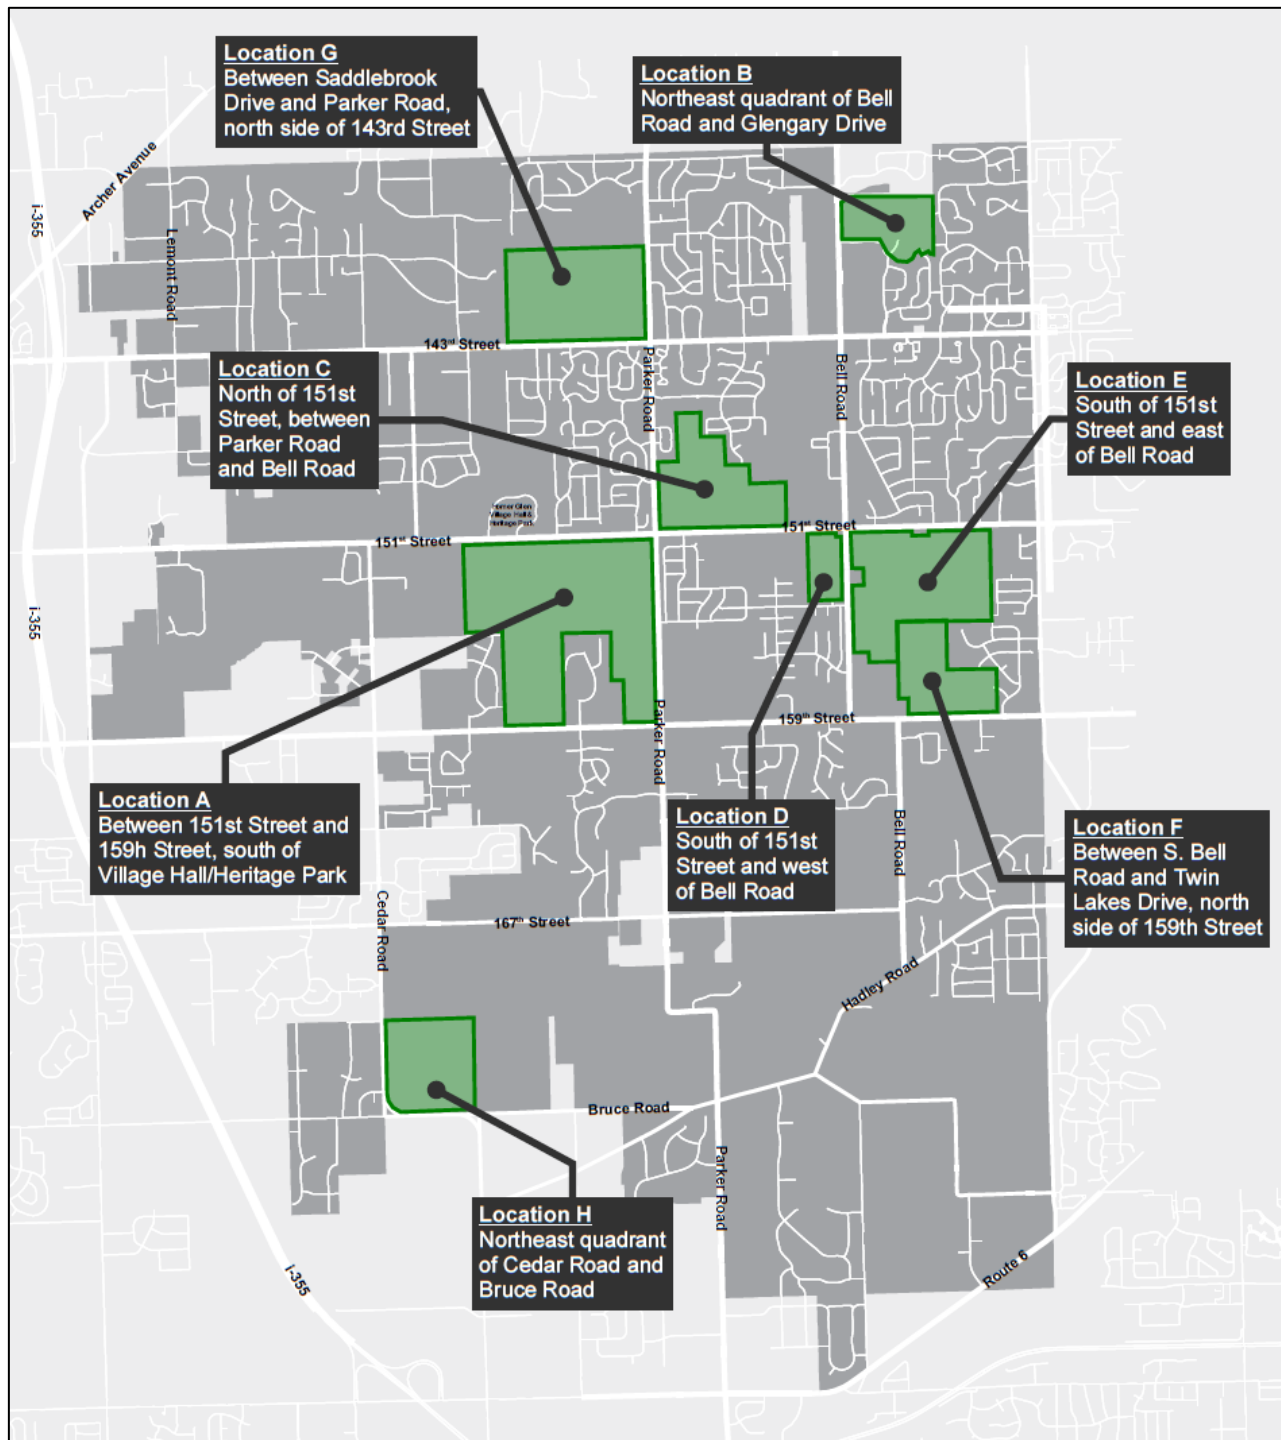 Location G
Between Saddlebrook
Drive and Parker Road,
north side of 143rd Street
Location B
Northeast quadrant of Bell
Road and Glengary Drive
Archer Avenue
i-355
Lemont Road
143rd Street
Parker Road
Bell Road
Location C
North of 151st
Street, between
Parker Road
and Bell Road
Location E
South of 151st
Street and east
of Bell Road
Homer Glen
Village Hall &
Heritage Park
151st Street
151st Street
i-355
Parker Road
159th Street
Location A
Between 151st Street and
159h Street, south of
Village Hall/Heritage Park
Location D
South of 151st
Street and west
of Bell Road
Bell Road
Location F
Between S. Bell
Road and Twin
Lakes Drive, north
side of 159th Street
Cedar Road
167th Street
Hadley Road
Bruce Road
Parker Road
Location H
Northeast quadrant
of Cedar Road and
Bruce Road
i-355
Route 6